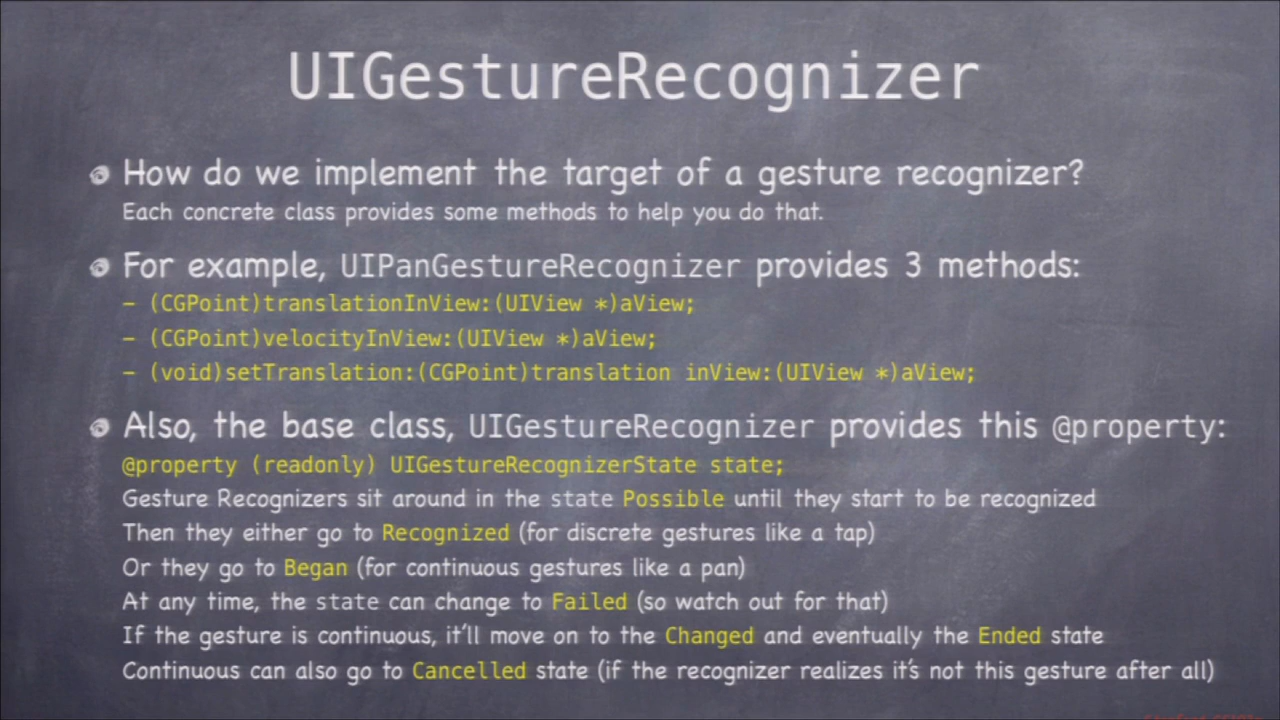 UIGestureRecognizer
How do we implement the target of a gesture recognizer?
Each concrete class provides some methods to help you do that.
For example, UIPanGestureRecognizer provides 3 methods:
- (CGPoint)translationInView:(UIView *)aView;
- (CGPoint)velocityInView:(UIView *)aView;
- (void)setTranslation:(CGPoint)translation inView:(UIView *)aView;
Also, the base class, UIGestureRecognizer provides this @property:
@property (readonly) UIGestureRecognizerState state;
Gesture Recognizers sit around in the state Possible until they start to be recognized
Then they either go to Recognized (for discrete gestures like a tap)
Or they go to Began (for continuous gestures like a pan)
At any time, the state can change to Failed (so watch out for that)
If the gesture is continuous, it'll move on to the Changed and eventually the Ended state
Continuous can also go to Cancelled state (if the recognizer realizes it's not this gesture after all)